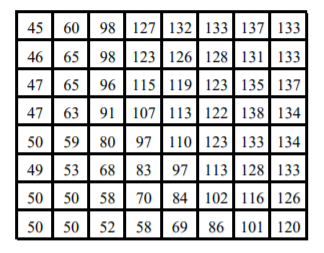 45 60 98 127 132 133 137 133
46 65 98 123 126 128 131 133
47 65 96 115 119 123 135 137
47 63 91 107 113 122 138 134
50 59 80 97 110 123 133 134
49 53 68 83 97 113 128 133
50 50 58 70 84 102 116 126
50 50 52 58 69 86 101 120